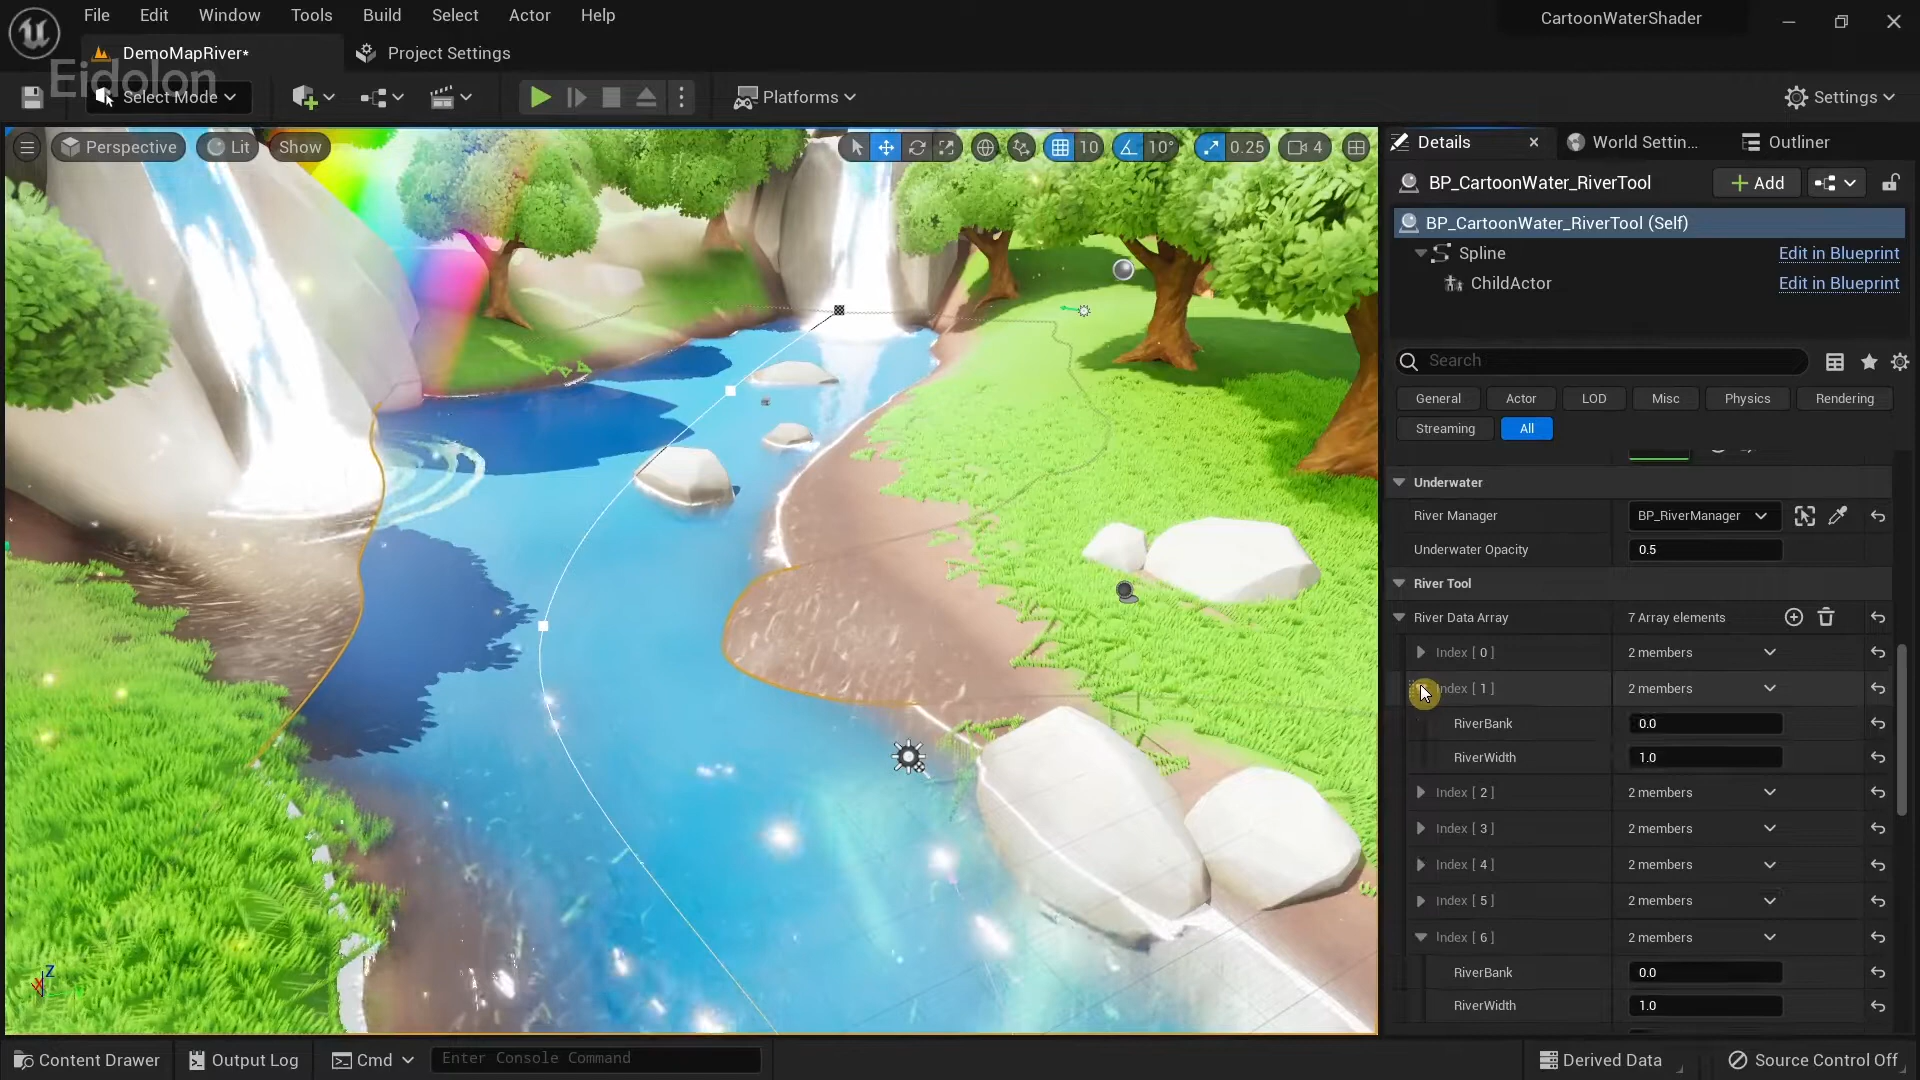 File Edit Window Tools Build Select Actor Help
CartoonWaterShader
DemoMapRiver*
Project Settings
Eidolon
Select Mode
Platforms
Settings
Perspective
Lit
Show
10
10°
0.25
4
Details
World Settin...
Outliner
BP_CartoonWater_RiverTool
Add
BP_CartoonWater_RiverTool (Self)
Spline Edit in Blueprint
ChildActor Edit in Blueprint
Search
General Actor LOD Misc Physics Rendering
Streaming All
Underwater
River Manager BP_RiverManager
Underwater Opacity 0.5
River Tool
River Data Array 7 Array elements
Index [ 0 ] 2 members
Index [ 1 ] 2 members
RiverBank 0.0
RiverWidth 1.0
Index [ 2 ] 2 members
Index [ 3 ] 2 members
Index [ 4 ] 2 members
Index [ 5 ] 2 members
Index [ 6 ] 2 members
RiverBank 0.0
RiverWidth 1.0
Z
X
Content Drawer
Output Log
Cmd
Enter Console Command
Derived Data
Source Control Off